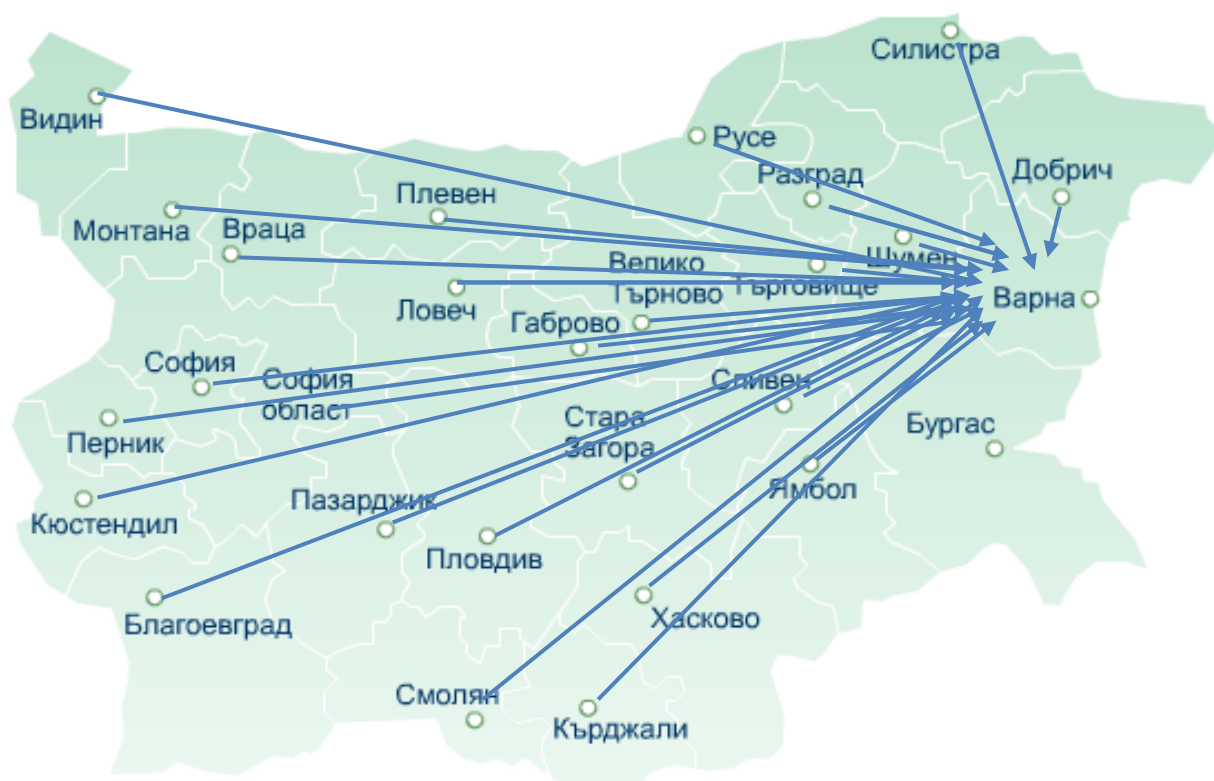 Силистра
Видин
Русе
Разград
Добрич
Плевен
Монтана
Враца
Шумен
Велико
Търново
Търговище
Ловеч
Габрово
Варна
София
София
област
Сливен
Перник
Стара
Загора
Бургас
Ямбол
Пазарджик
Кюстендил
Пловдив
Благоевград
Хасково
Смолян
Кърджали